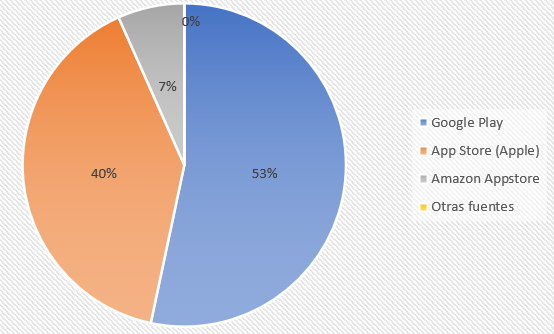 0%
7%
40%
53%
Google Play
App Store (Apple)
Amazon Appstore
Otras fuentes